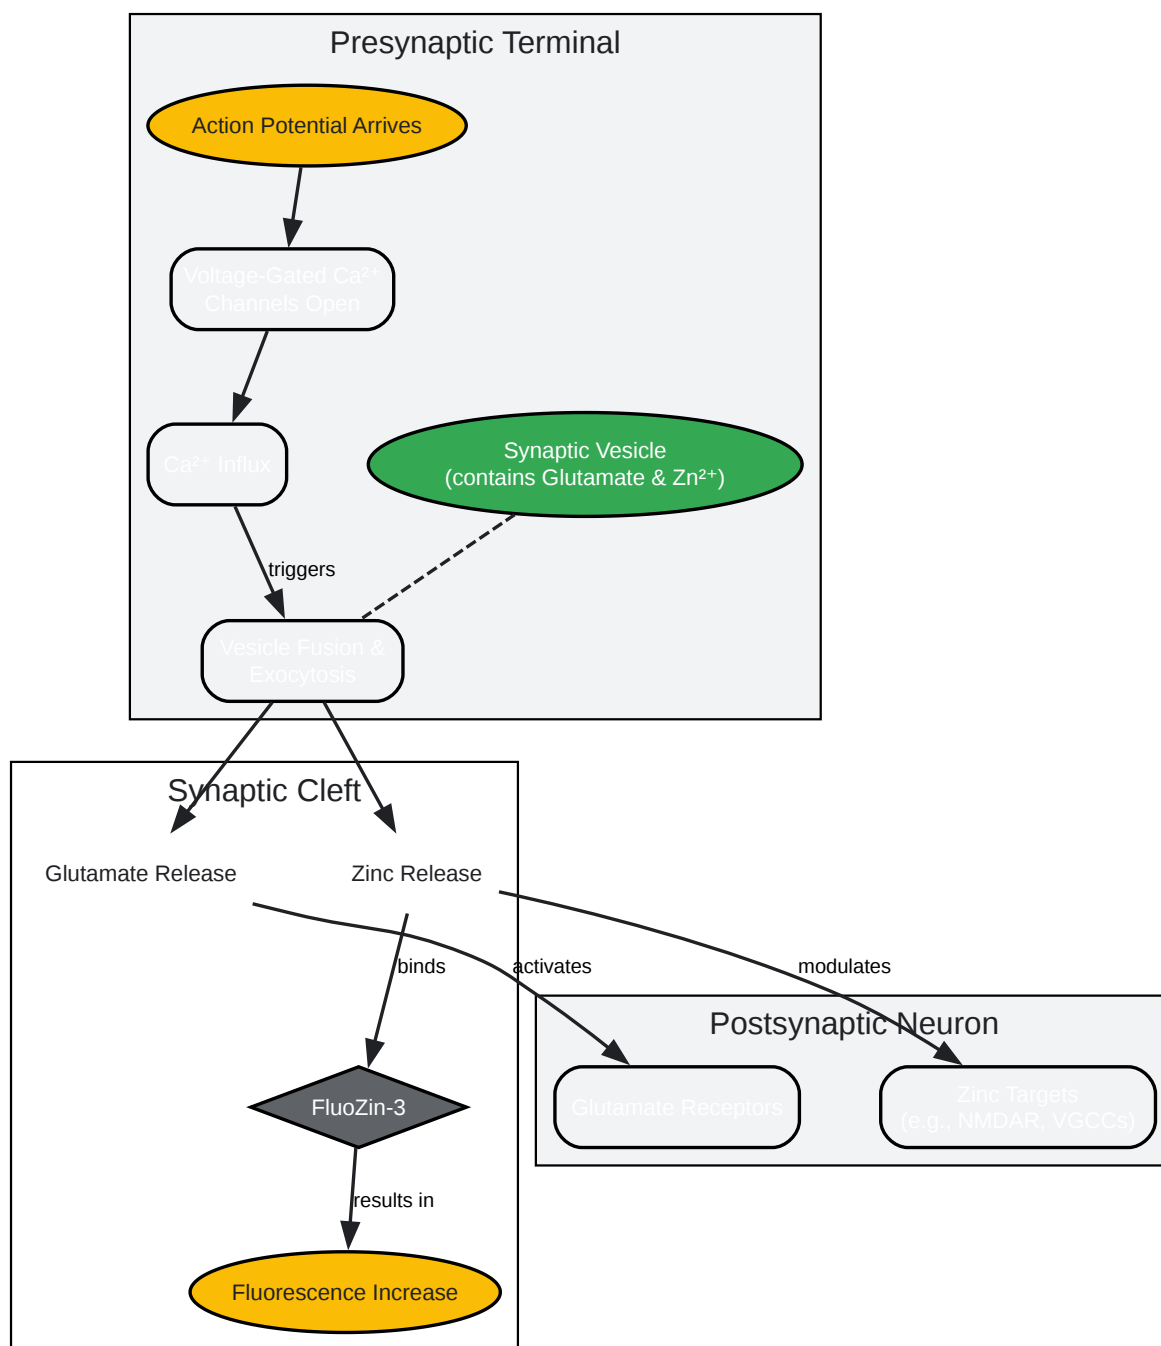 Presynaptic Terminal
Action Potential Arrives
Voltage-Gated Ca²⁺
Channels Open
Ca²⁺ Influx
Synaptic Vesicle
(contains Glutamate & Zn²⁺)
triggers
Vesicle Fusion &
Exocytosis
Synaptic Cleft
Glutamate Release
Zinc Release
binds
activates
modulates
Postsynaptic Neuron
Glutamate Receptors
Zinc Targets
(e.g., NMDAR, VGCCs)
FluoZin-3
results in
Fluorescence Increase